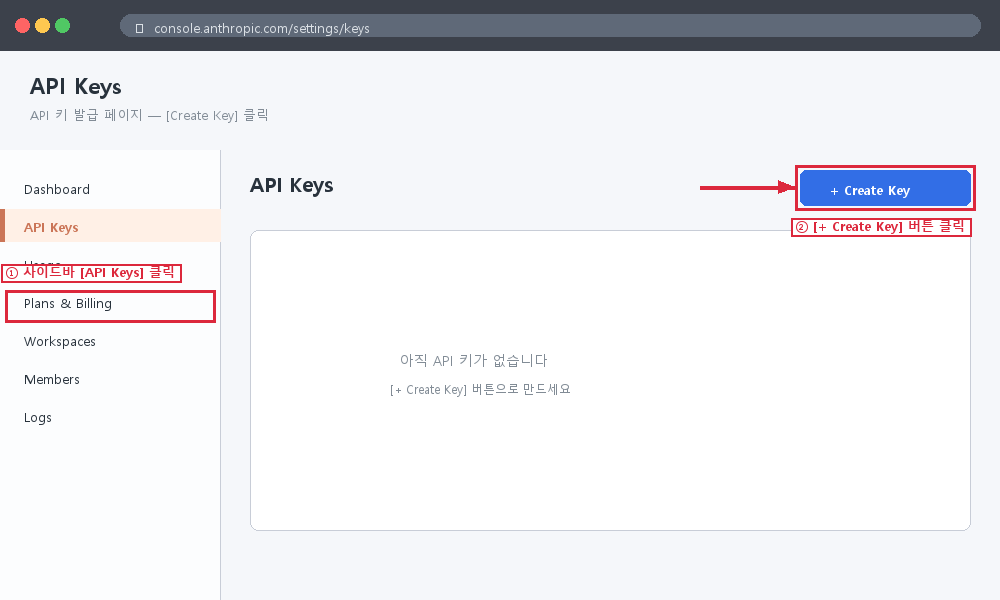 console.anthropic.com/settings/keys
API Keys
API 키 발급 페이지 — [Create Key] 클릭
Dashboard
API Keys
① 사이드바 [API Keys] 클릭
Plans & Billing
Workspaces
Members
Logs
API Keys
+ Create Key
② [+ Create Key] 버튼 클릭
아직 API 키가 없습니다
[+ Create Key] 버튼으로 만드세요